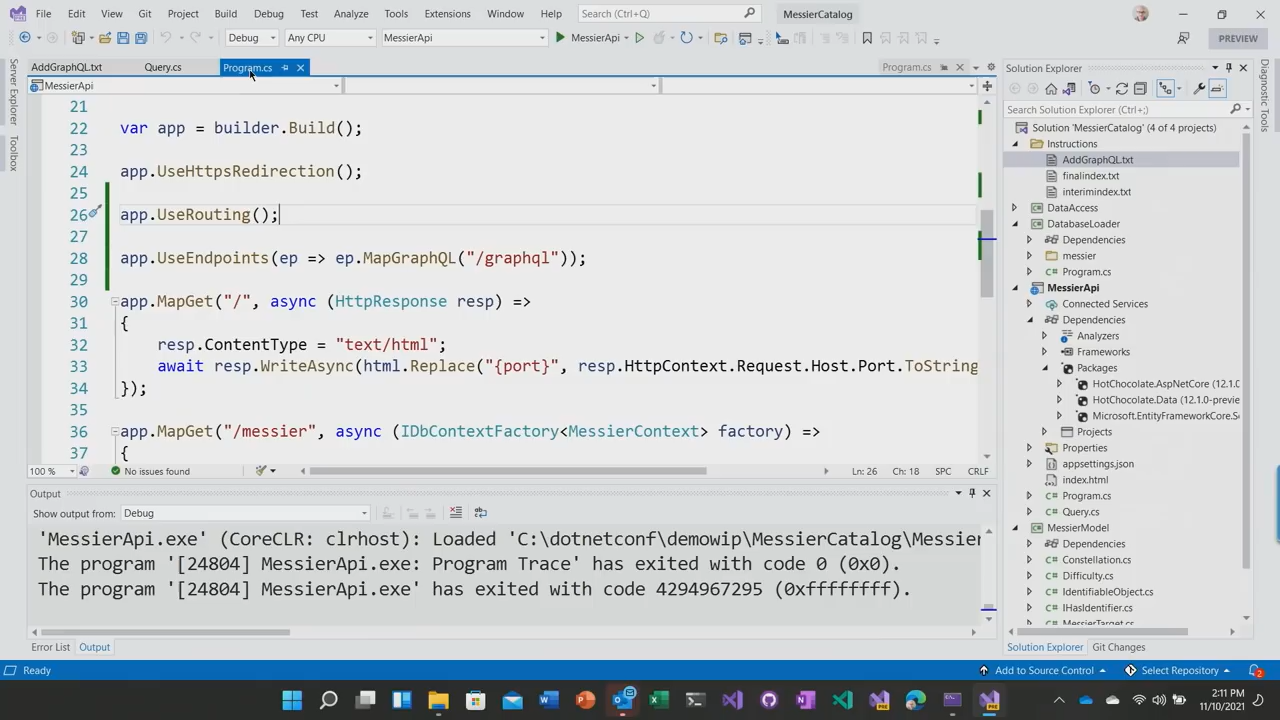 File Edit View Git Project Build Debug Test Analyze Tools Extensions Window Help Search (Ctrl+Q) MessierCatalog
Debug Any CPU MessierApi MessierApi PREVIEW
AddGraphQL.txt Query.cs Program.cs Program.cs
MessierApi
Server Explorer
Toolbox
21
22 var app = builder.Build();
23
24 app.UseHttpsRedirection();
25
26 app.UseRouting();
27
28 app.UseEndpoints(ep => ep.MapGraphQL("/graphql"));
29
30 app.MapGet("/", async (HttpResponse resp) =>
31 {
32 resp.ContentType = "text/html";
33 await resp.WriteAsync(html.Replace("{port}", resp.HttpContext.Request.Host.Port.ToString
34 });
35
36 app.MapGet("/messier", async (IDbContextFactory<MessierContext> factory) =>
37 {
100 % No issues found Ln: 26 Ch: 18 SPC CRLF
Output
Show output from: Debug
'MessierApi.exe' (CoreCLR: clrhost): Loaded 'C:\dotnetconf\demowip\MessierCatalog\Messier
The program '[24804] MessierApi.exe: Program Trace' has exited with code 0 (0x0).
The program '[24804] MessierApi.exe' has exited with code 4294967295 (0xffffffff).
Error List Output
Solution Explorer
Search Solution Explorer (Ctrl+;)
Solution 'MessierCatalog' (4 of 4 projects)
Instructions
AddGraphQL.txt
finalindex.txt
interimindex.txt
DataAccess
DatabaseLoader
Dependencies
messier
Program.cs
MessierApi
Connected Services
Dependencies
Analyzers
Frameworks
Packages
HotChocolate.AspNetCore (12.1.0
HotChocolate.Data (12.1.0-previe
Microsoft.EntityFrameworkCore.S
Projects
Properties
appsettings.json
index.html
Program.cs
Query.cs
MessierModel
Dependencies
Constellation.cs
Difficulty.cs
IdentifiableObject.cs
IHasIdentifier.cs
MessierTarget.cs
Solution Explorer Git Changes
Diagnostic Tools
Ready Add to Source Control Select Repository 2
2:11 PM
11/10/2021